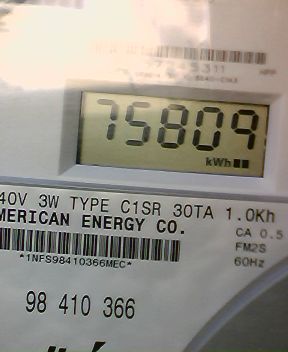 75809
kWh
40V 3W TYPE C1SR 30TA 1.0Kh
MERICAN ENERGY CO.
CA 0.5
FM2S
60Hz
*1NFS98410366MEC*
98 410 366